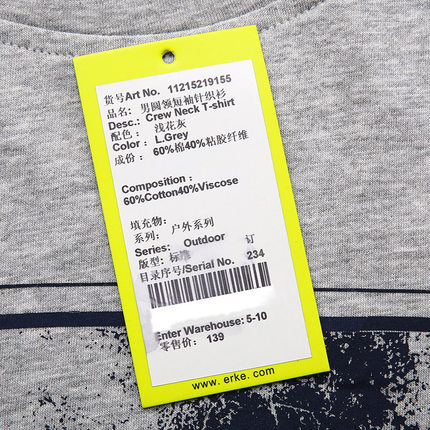 货号Art No. 11215219155
品名: 男圆领短袖针织衫
Desc.: Crew Neck T-shirt
配色: 浅花灰
Color: L.Grey
成份: 60%棉40%粘胶纤维
Composition:
60%Cotton40%Viscose
填充物:
系列: 户外系列
Series: Outdoor
版型: 标准 订
目录序号/Serial No. 234
Enter Warehouse: 5-10
零售价: 139
www. erke. com